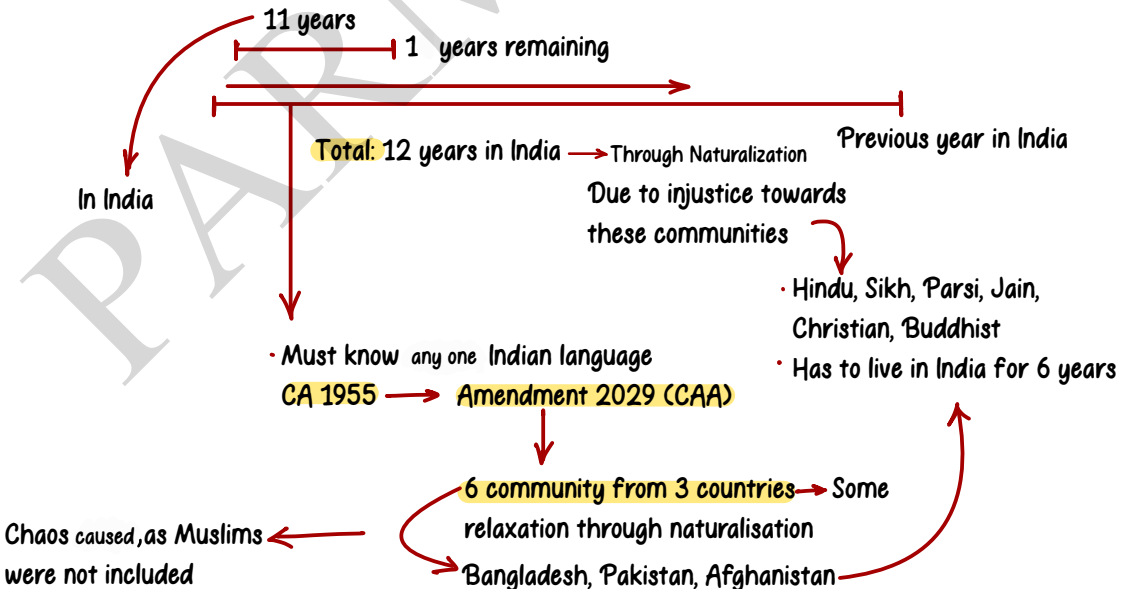 11 years
1 years remaining
Previous year in India
Total: 12 years in India
Through Naturalization
In India
Due to injustice towards
these communities
· Hindu, Sikh, Parsi, Jain,
Christian, Buddhist
· Has to live in India for 6 years
· Must know any one Indian language
CA 1955
Amendment 2029 (CAA)
6 community from 3 countries
Some
relaxation through naturalisation
Chaos caused, as Muslims
were not included
Bangladesh, Pakistan, Afghanistan
PARM